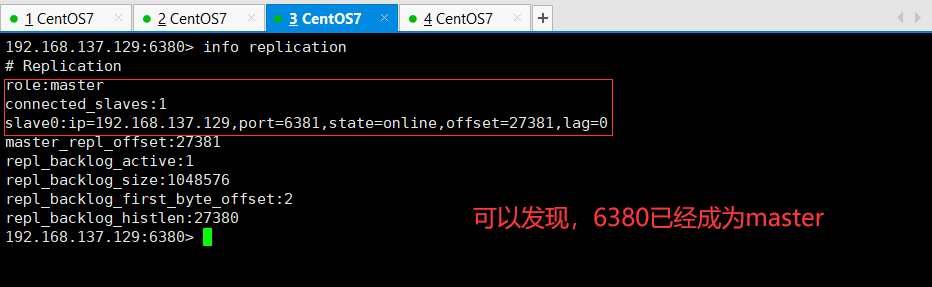 1 CentOS7
2 CentOS7
3 CentOS7
4 CentOS7
192.168.137.129:6380> info replication
# Replication
role:master
connected_slaves:1
slave0:ip=192.168.137.129,port=6381,state=online,offset=27381,lag=0
master_repl_offset:27381
repl_backlog_active:1
repl_backlog_size:1048576
repl_backlog_first_byte_offset:2
repl_backlog_histlen:27380
192.168.137.129:6380>
可以发现，6380已经成为master